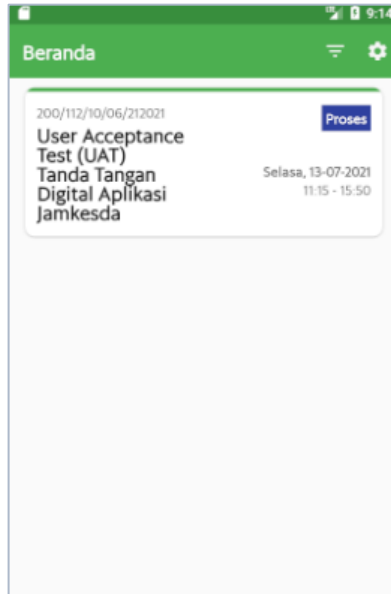 9:14
Beranda
200/112/10/06/212021
Proses
User Acceptance
Test (UAT)
Tanda Tangan
Digital Aplikasi
Jamkesda
Selasa, 13-07-2021
11:15 - 15:50